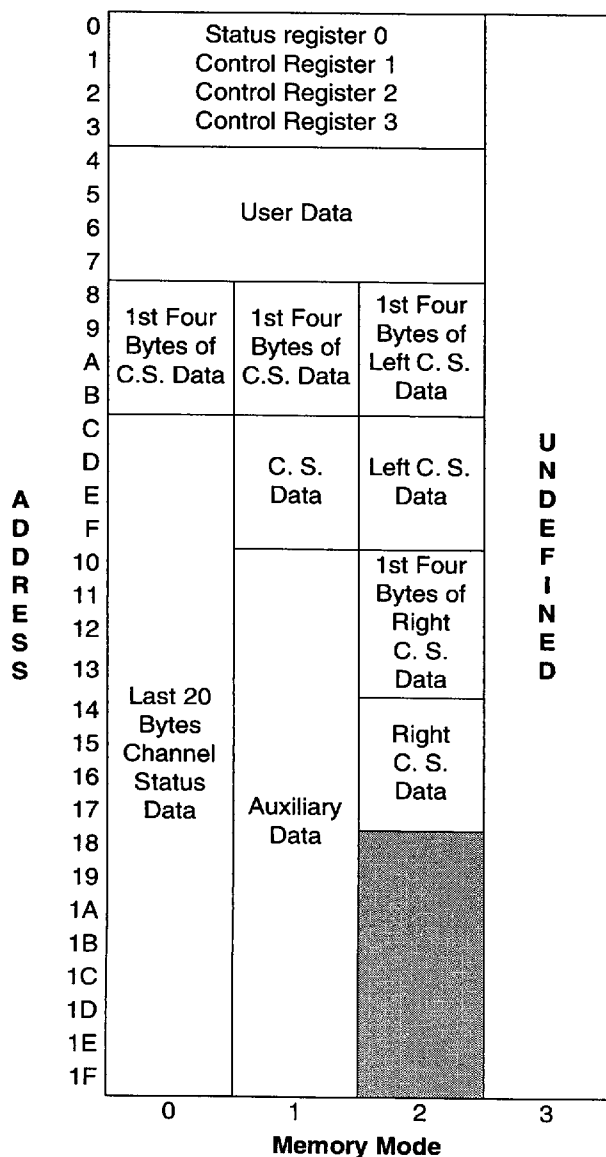 0
1
2
3
4
5
6
7
8
9
A
B
C
D
E
F
10
11
12
13
14
15
16
17
18
19
1A
1B
1C
1D
1E
1F
ADDRESS
Status register 0
Control Register 1
Control Register 2
Control Register 3
User Data
1st Four
Bytes of
C.S. Data
1st Four
Bytes of
C.S. Data
1st Four
Bytes of
Left C. S.
Data
C. S.
Data
Left C. S.
Data
1st Four
Bytes of
Right
C. S.
Data
Last 20
Bytes
Channel
Status
Data
Auxiliary
Data
Right
C. S.
Data
UNDEFINED
0 1 2 3
Memory Mode